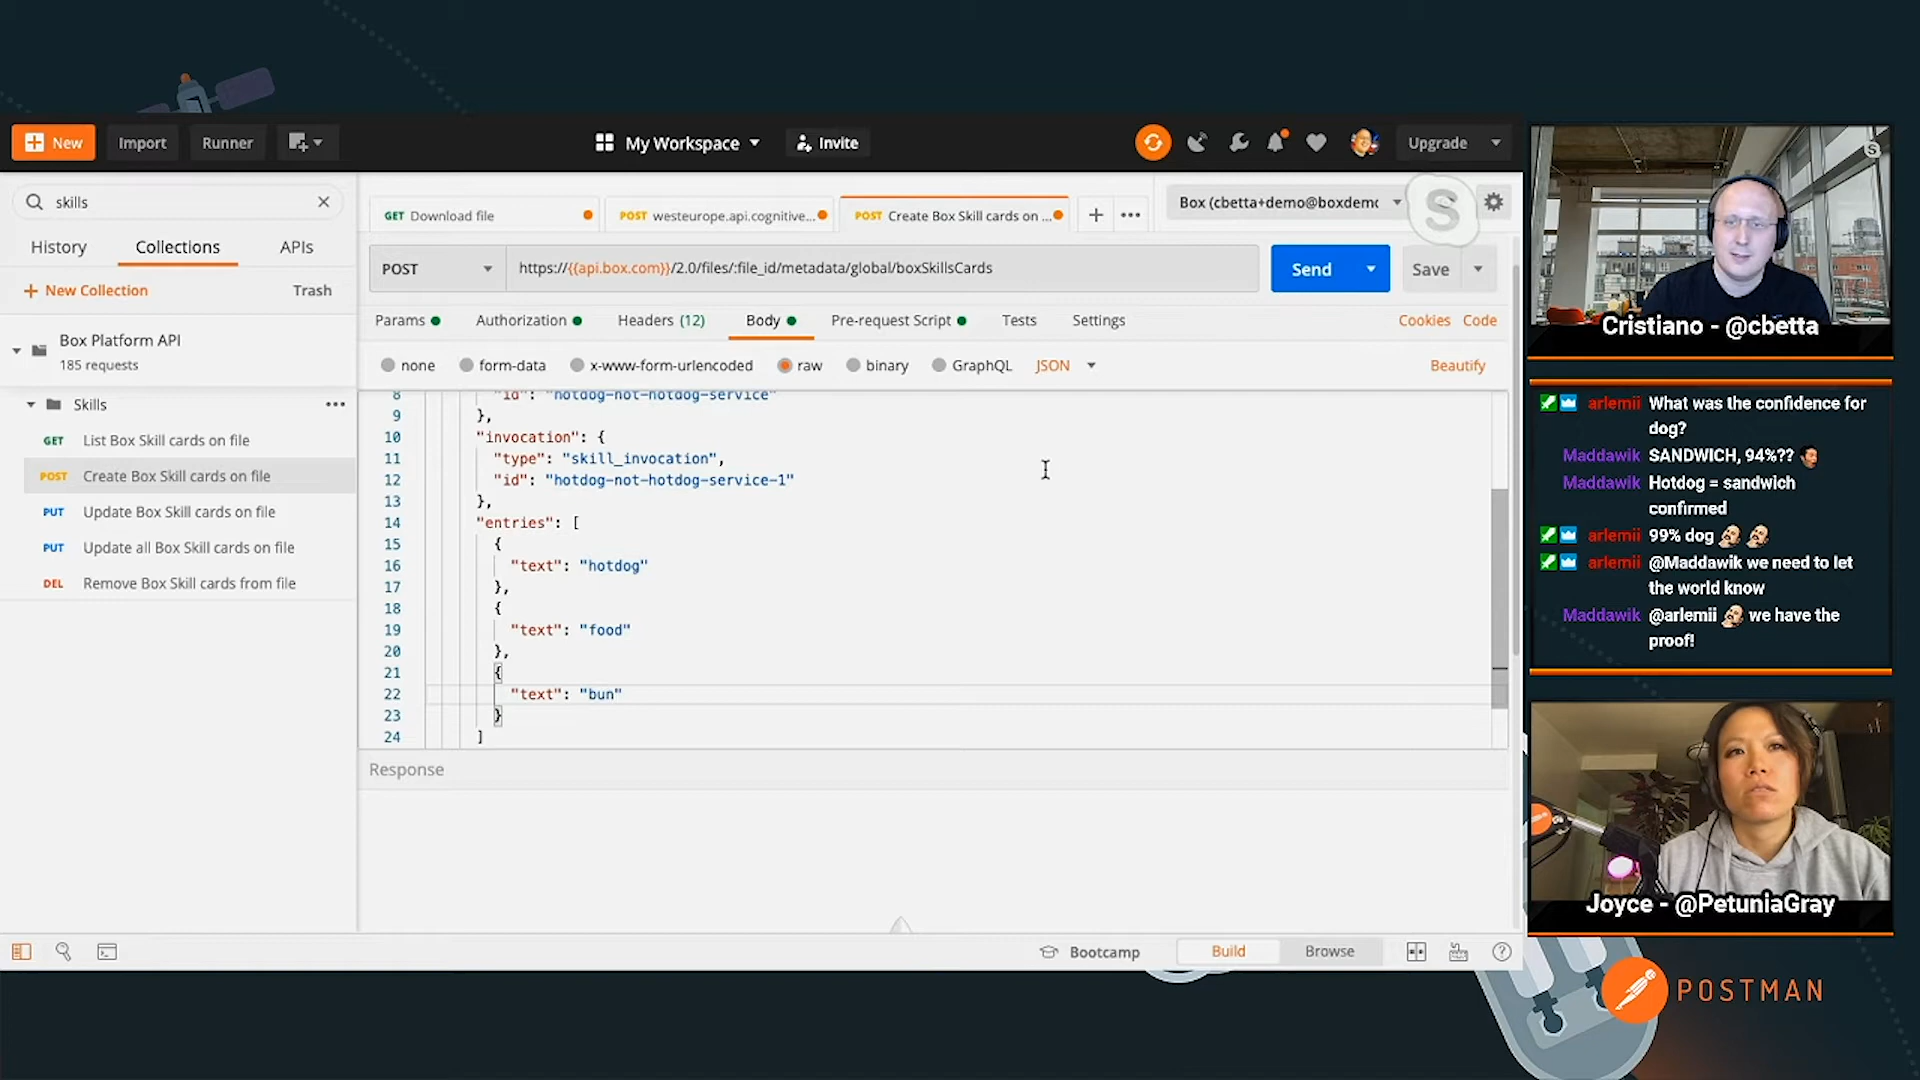 New
Import
Runner
My Workspace
Invite
Upgrade
skills
History
Collections
APIs
New Collection
Trash
Box Platform API
185 requests
Skills
GET List Box Skill cards on file
POST Create Box Skill cards on file
PUT Update Box Skill cards on file
PUT Update all Box Skill cards on file
DEL Remove Box Skill cards from file
GET Download file
POST westeurope.api.cognitive...
POST Create Box Skill cards on ...
Box (cbetta+demo@boxdemo
S
POST
https://{{api.box.com}}/2.0/files/:file_id/metadata/global/boxSkillsCards
Send
Save
Params
Authorization
Headers (12)
Body
Pre-request Script
Tests
Settings
Cookies
Code
none
form-data
x-www-form-urlencoded
raw
binary
GraphQL
JSON
Beautify
8 "id": "hotdog-not-hotdog-service"
9 },
10 "invocation": {
11 "type": "skill_invocation",
12 "id": "hotdog-not-hotdog-service-1"
13 },
14 "entries": [
15 {
16 "text": "hotdog"
17 },
18 {
19 "text": "food"
20 },
21 {
22 "text": "bun"
23 }
24 ]
Response
Bootcamp
Build
Browse
Cristiano - @cbetta
arlemii What was the confidence for
dog?
Maddawik SANDWICH, 94%??
Maddawik Hotdog = sandwich
confirmed
arlemii 99% dog
arlemii @Maddawik we need to let
the world know
Maddawik @arlemii we have the
proof!
Joyce - @PetuniaGray
POSTMAN